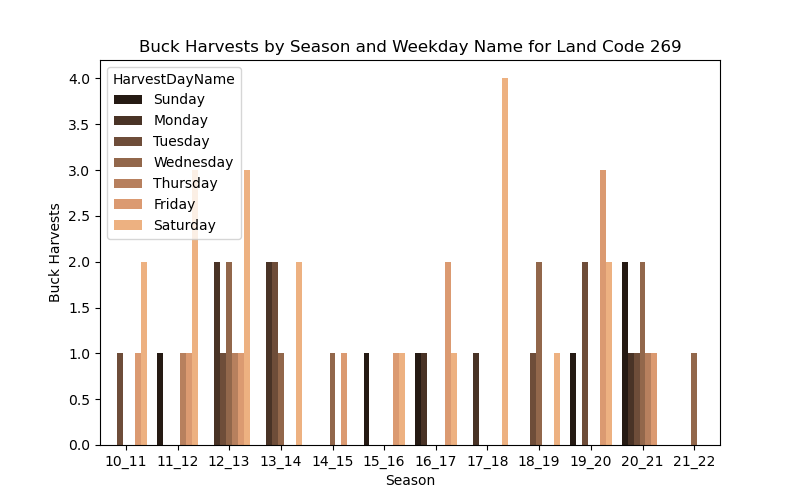 Buck Harvests by Season and Weekday Name for Land Code 269
HarvestDayName
Sunday
Monday
Tuesday
Wednesday
Thursday
Friday
Saturday
Buck Harvests
4.0
3.5
3.0
2.5
2.0
1.5
1.0
0.5
0.0
10_11 11_12 12_13 13_14 14_15 15_16 16_17 17_18 18_19 19_20 20_21 21_22
Season